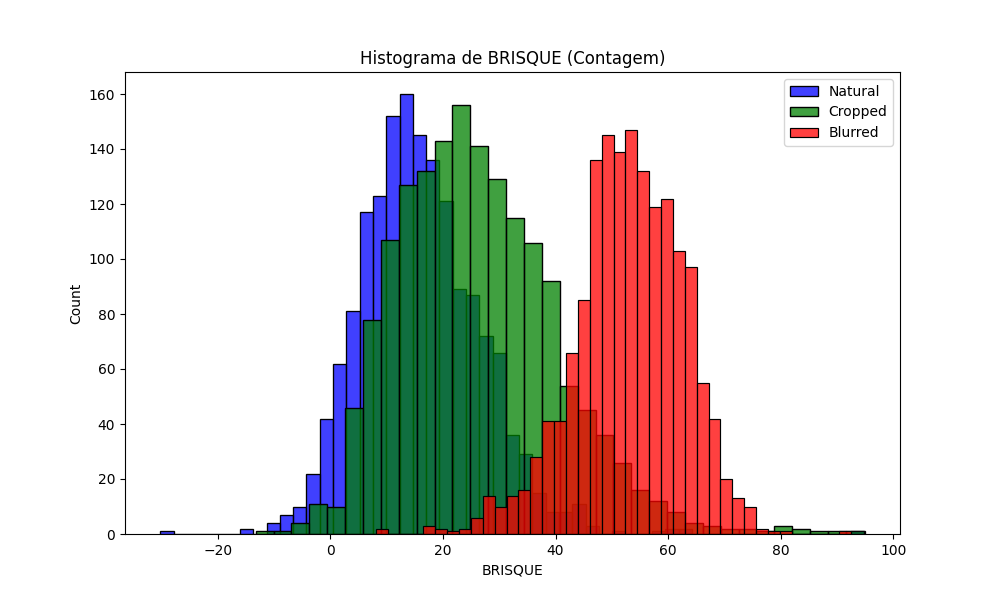 Histograma de BRISQUE (Contagem)
Natural
Cropped
Blurred
Count
160
140
120
100
80
60
40
20
0
−20 0 20 40 60 80 100
BRISQUE